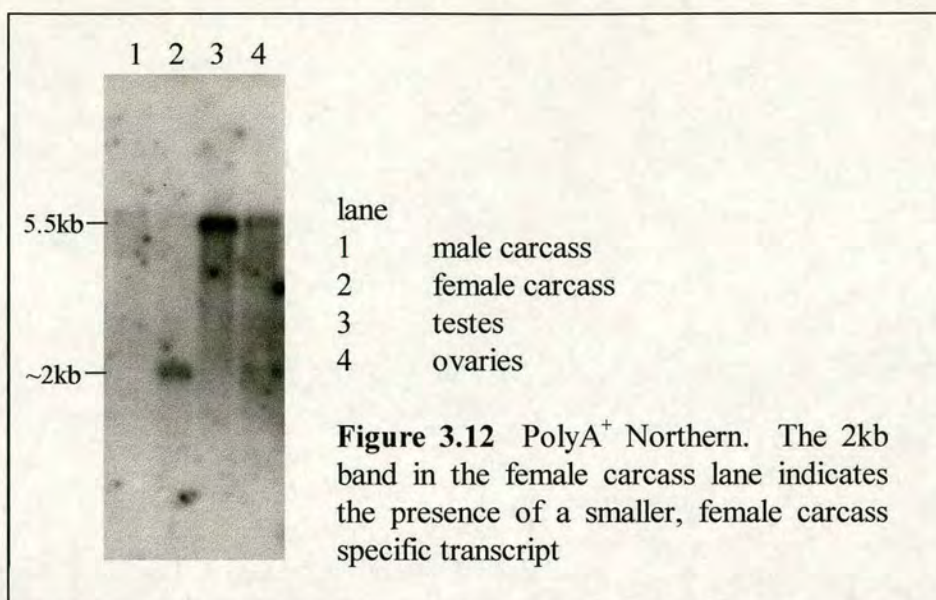 1 2 3 4
5.5kb
~2kb
lane
1 male carcass
2 female carcass
3 testes
4 ovaries
Figure 3.12 PolyA+ Northern. The 2kb
band in the female carcass lane indicates
the presence of a smaller, female carcass
specific transcript